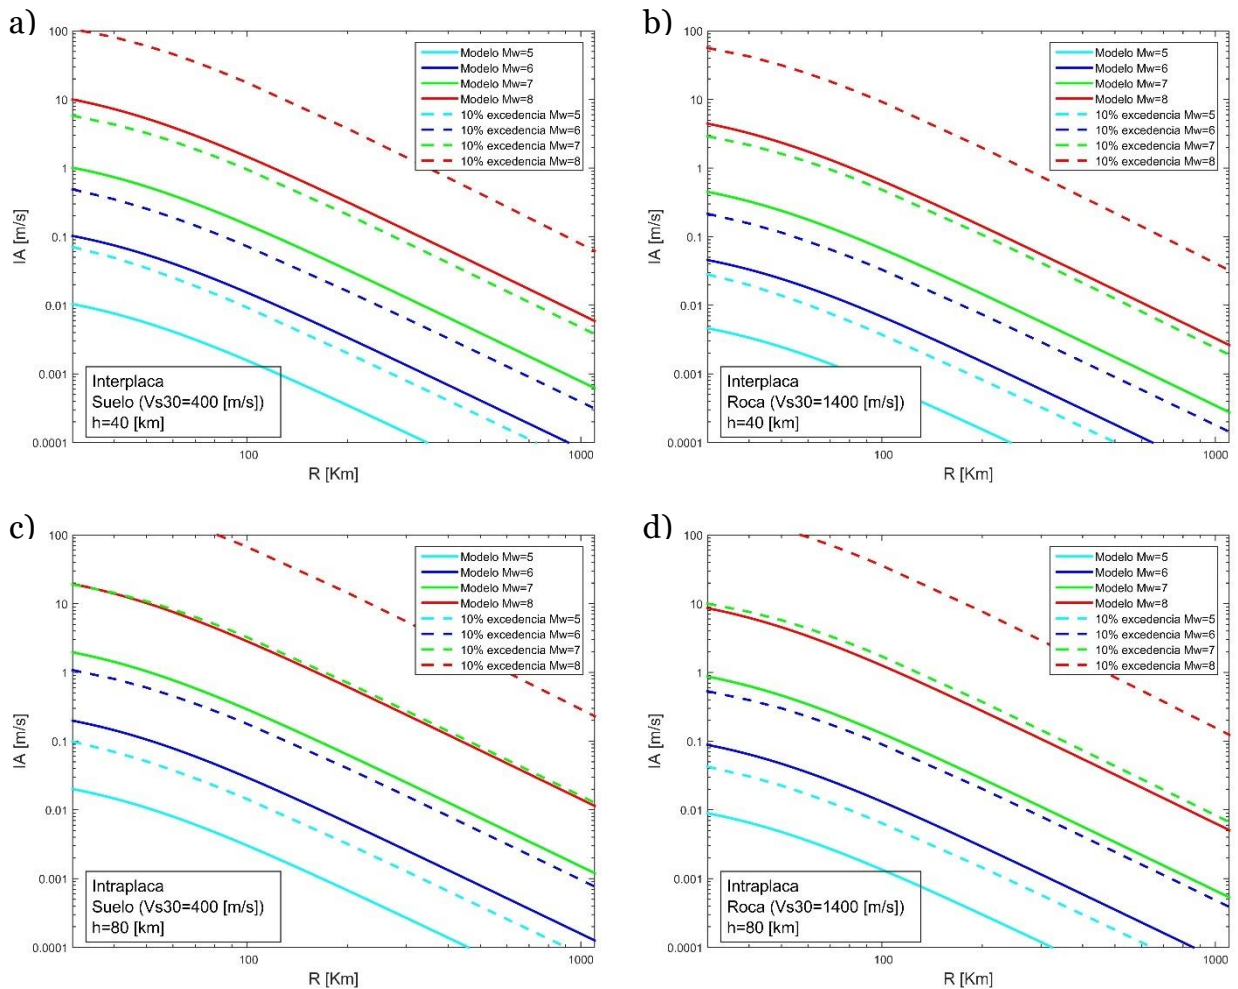 a)
100
10
1
0.1
0.01
0.001
0.0001
IA [m/s]
Modelo Mw=5
Modelo Mw=6
Modelo Mw=7
Modelo Mw=8
10% excedencia Mw=5
10% excedencia Mw=6
10% excedencia Mw=7
10% excedencia Mw=8
Interplaca
Suelo (Vs30=400 [m/s])
h=40 [km]
100
1000
R [Km]
b)
100
10
1
0.1
0.01
0.001
0.0001
IA [m/s]
Modelo Mw=5
Modelo Mw=6
Modelo Mw=7
Modelo Mw=8
10% excedencia Mw=5
10% excedencia Mw=6
10% excedencia Mw=7
10% excedencia Mw=8
Interplaca
Roca (Vs30=1400 [m/s])
h=40 [km]
100
1000
R [Km]
c)
100
10
1
0.1
0.01
0.001
0.0001
IA [m/s]
Modelo Mw=5
Modelo Mw=6
Modelo Mw=7
Modelo Mw=8
10% excedencia Mw=5
10% excedencia Mw=6
10% excedencia Mw=7
10% excedencia Mw=8
Intraplaca
Suelo (Vs30=400 [m/s])
h=80 [km]
100
1000
R [Km]
d)
100
10
1
0.1
0.01
0.001
0.0001
IA [m/s]
Modelo Mw=5
Modelo Mw=6
Modelo Mw=7
Modelo Mw=8
10% excedencia Mw=5
10% excedencia Mw=6
10% excedencia Mw=7
10% excedencia Mw=8
Intraplaca
Roca (Vs30=1400 [m/s])
h=80 [km]
100
1000
R [Km]